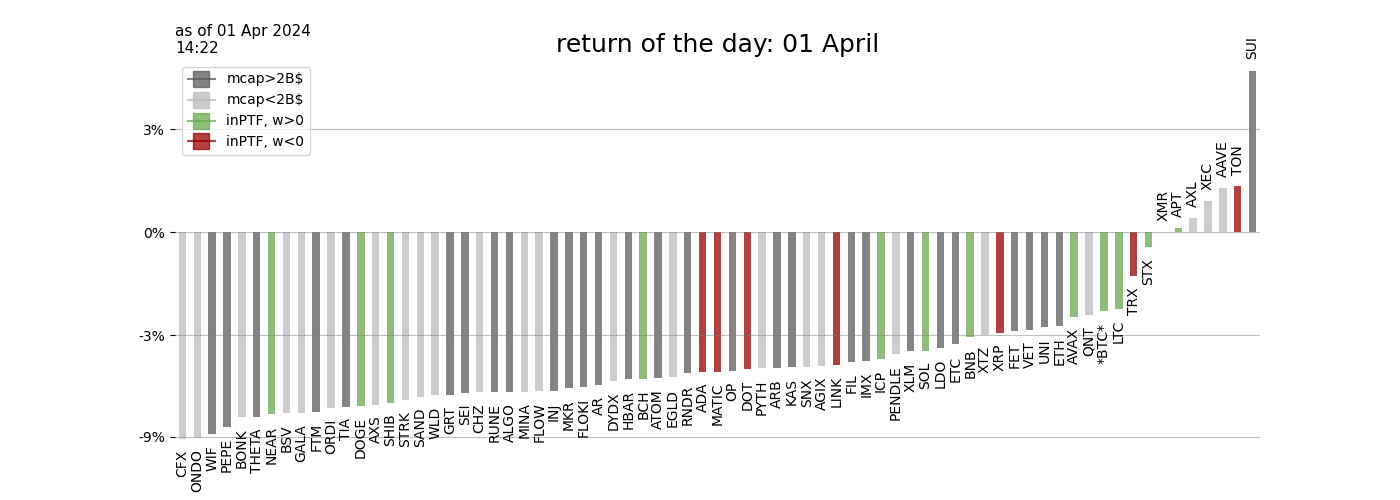 as of 01 Apr 2024
14:22
return of the day: 01 April
mcap>2B$
mcap<2B$
inPTF, w>0
inPTF, w<0
3%
0%
-3%
-9%
CFX
ONDO
WIF
PEPE
BONK
THETA
NEAR
BSV
GALA
FTM
ORDI
TIA
DOGE
AXS
SHIB
STRK
SAND
WLD
GRT
SEI
CHZ
RUNE
ALGO
MINA
FLOW
INJ
MKR
FLOKI
AR
DYDX
HBAR
BCH
ATOM
EGLD
RNDR
ADA
MATIC
OP
DOT
PYTH
ARB
KAS
SNX
AGIX
LINK
FIL
IMX
ICP
PENDLE
XLM
SOL
LDO
ETC
BNB
XTZ
XRP
FET
VET
UNI
ETH
AVAX
QNT
*BTC*
LTC
TRX
STX
XMR
APT
AXL
XEC
AAVE
TON
SUI